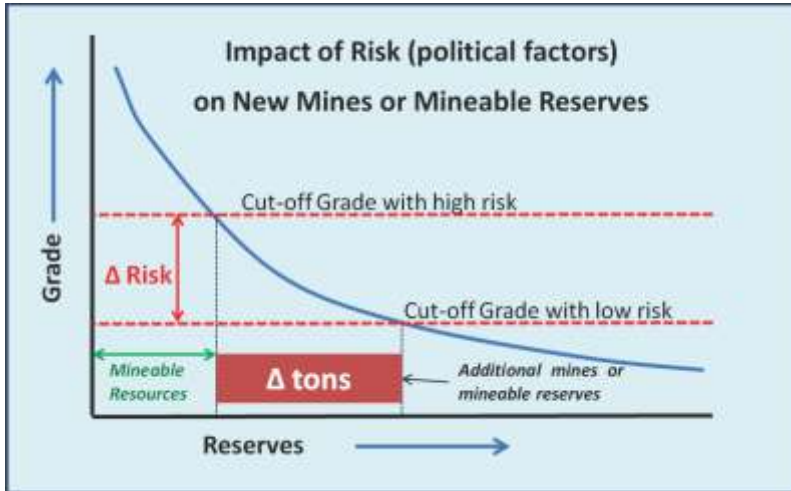 Impact of Risk (political factors)
on New Mines or Mineable Reserves
Cut-off Grade with high risk
Grade
Δ Risk
Cut-off Grade with low risk
Mineable
Resources
Δ tons
Additional mines or
mineable reserves
Reserves